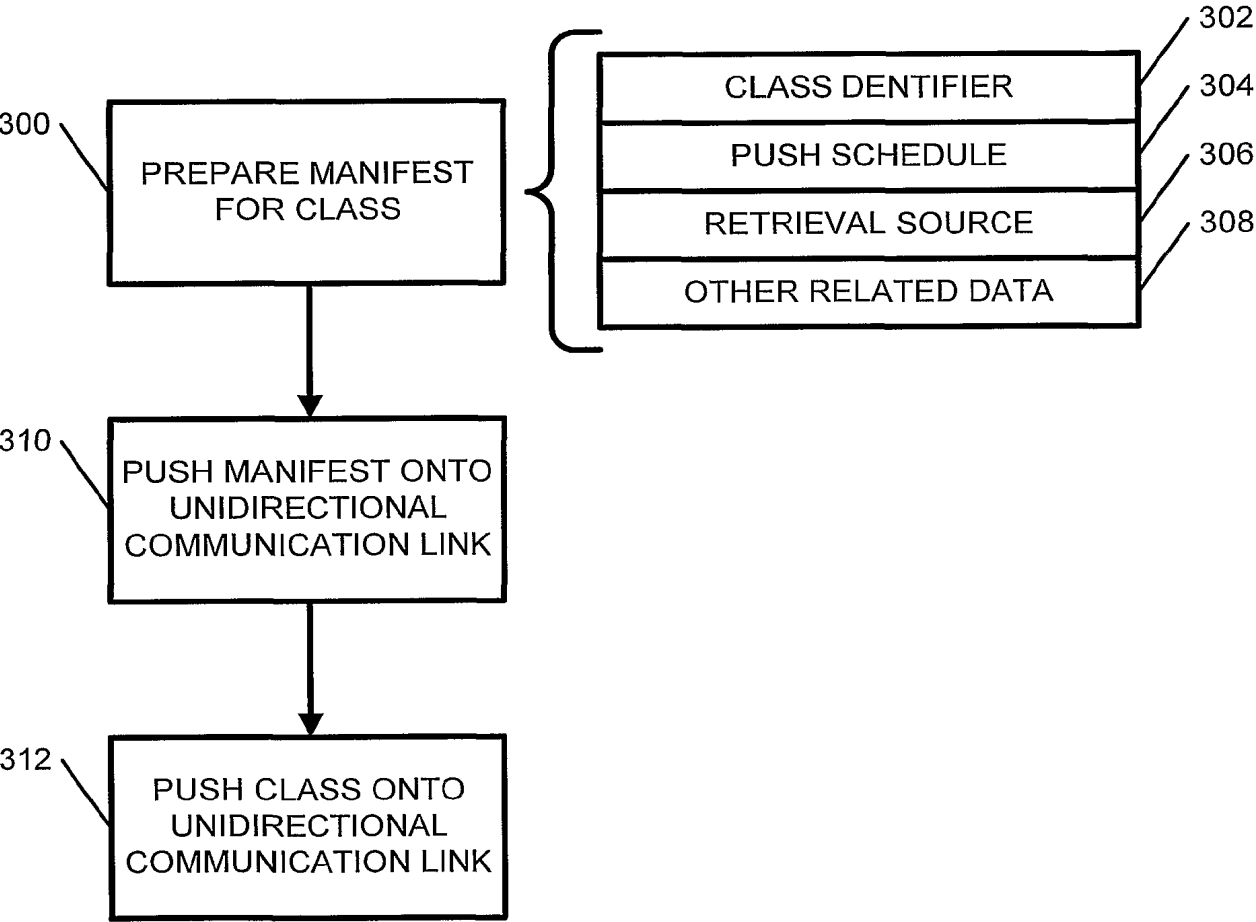 300
PREPARE MANIFEST
FOR CLASS
302
CLASS DENTIFIER
304
PUSH SCHEDULE
306
RETRIEVAL SOURCE
308
OTHER RELATED DATA
310
PUSH MANIFEST ONTO
UNIDIRECTIONAL
COMMUNICATION LINK
312
PUSH CLASS ONTO
UNIDIRECTIONAL
COMMUNICATION LINK